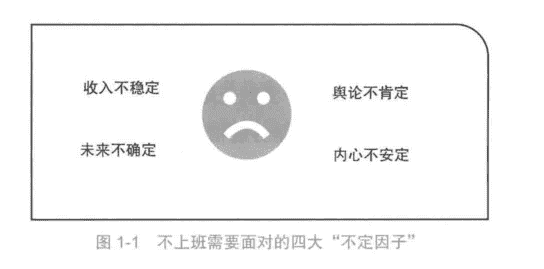 收入不稳定
舆论不肯定
未来不确定
内心不安定
图 1-1 不上班需要面对的四大“不定因子”